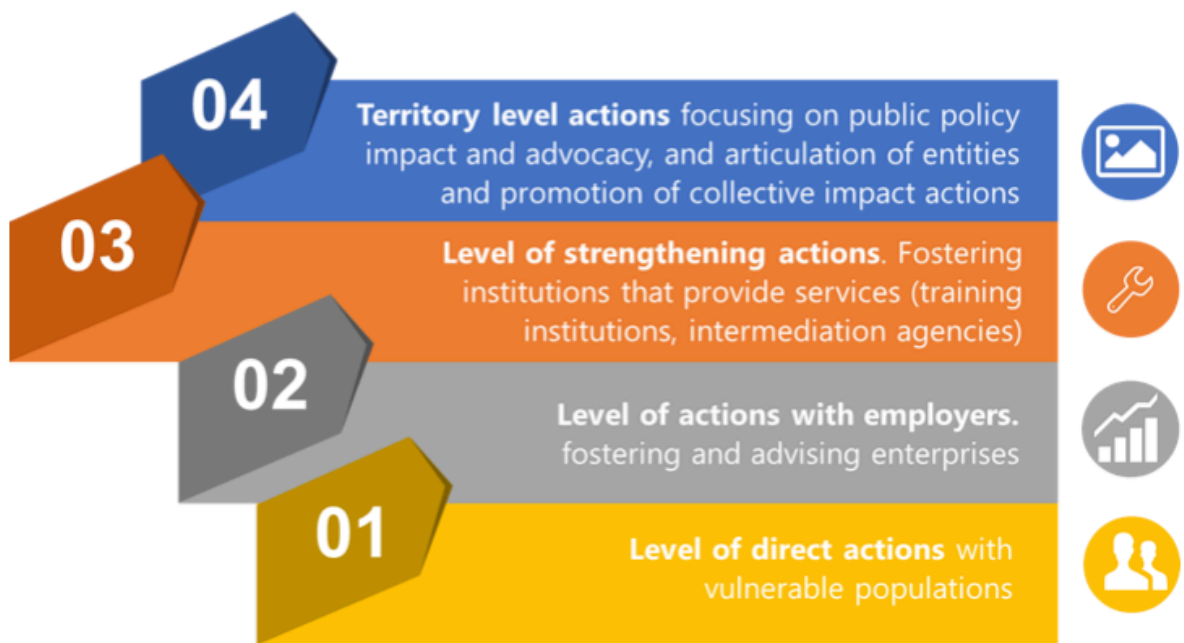 04
Territory level actions focusing on public policy
impact and advocacy, and articulation of entities
and promotion of collective impact actions
03
Level of strengthening actions. Fostering
institutions that provide services (training
institutions, intermediation agencies)
02
Level of actions with employers.
fostering and advising enterprises
01
Level of direct actions with
vulnerable populations